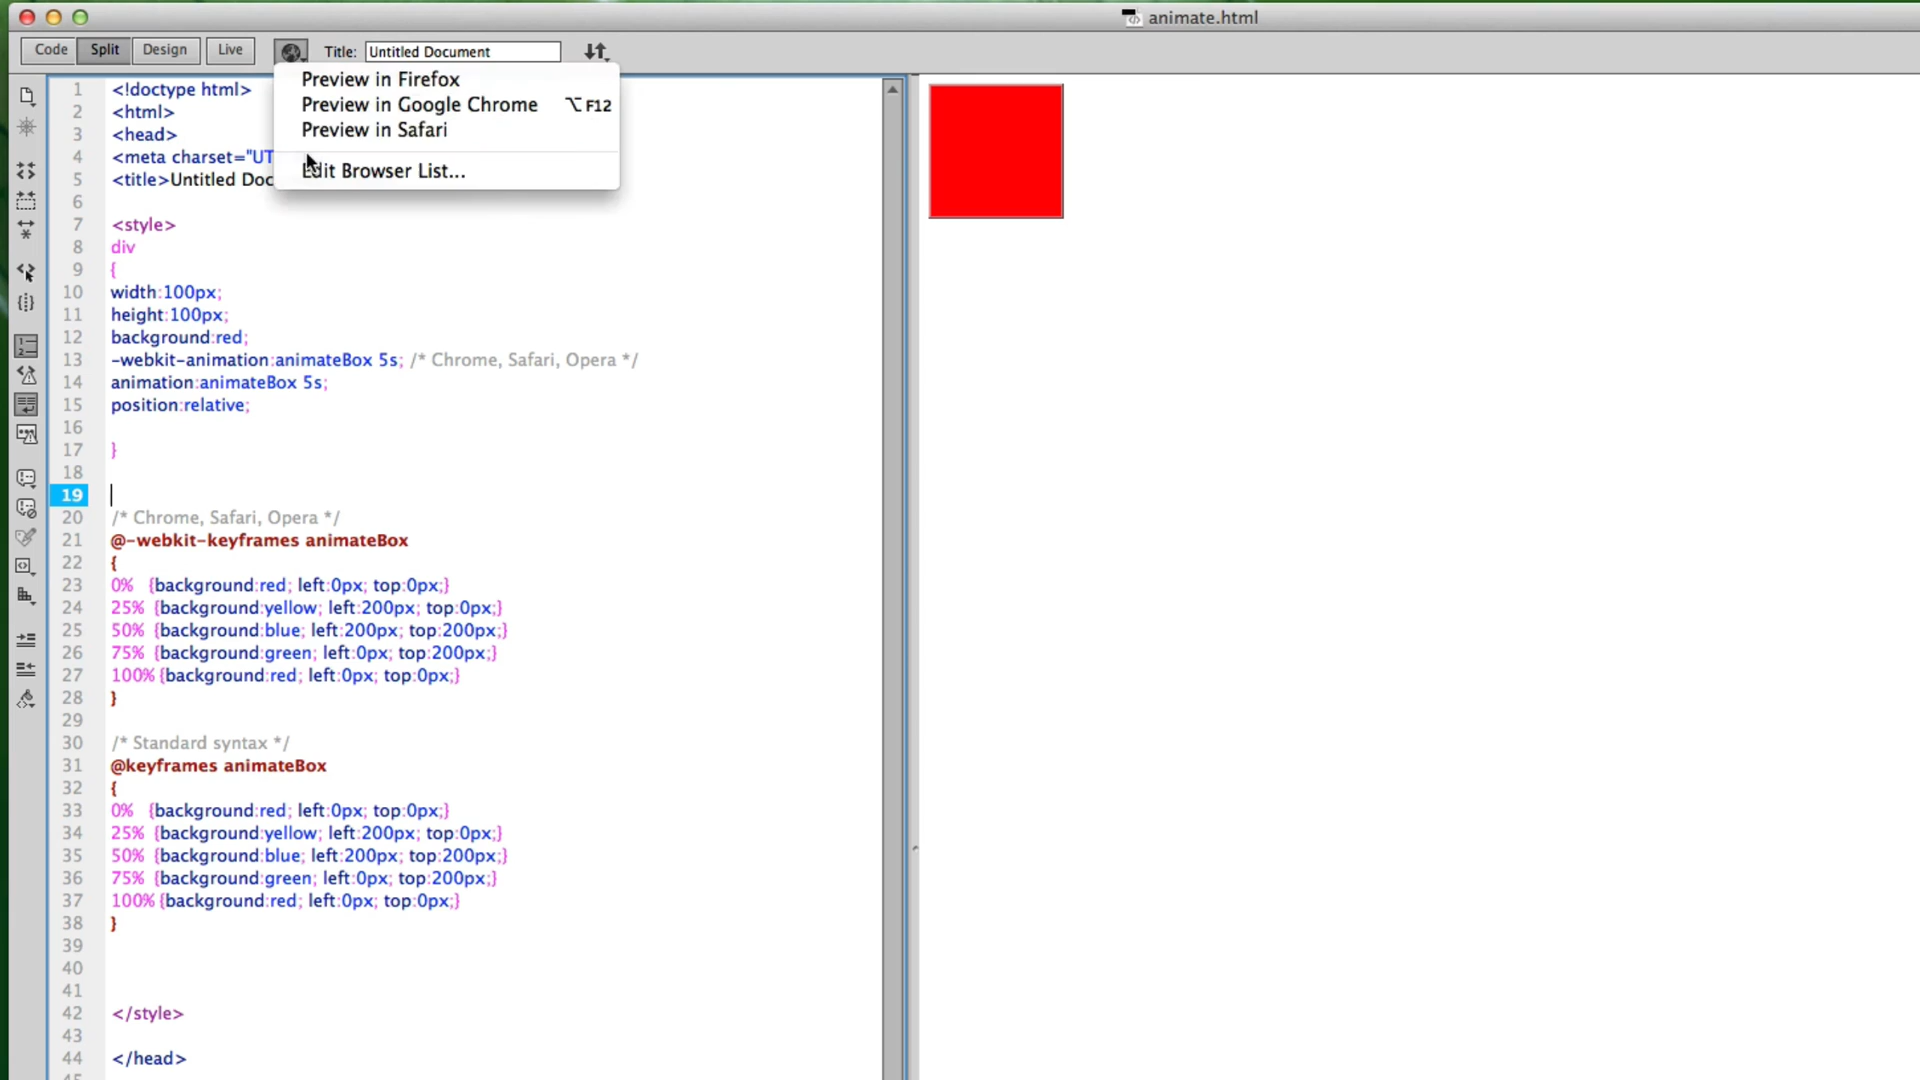 animate.html
Code Split Design Live Title: Untitled Document
Preview in Firefox
Preview in Google Chrome ⌥F12
Preview in Safari
Edit Browser List...
1 <!doctype html>
2 <html>
3 <head>
4 <meta charset="UT
5 <title>Untitled Doc
6
7 <style>
8 div
9 {
10 width:100px;
11 height:100px;
12 background:red;
13 -webkit-animation:animateBox 5s; /* Chrome, Safari, Opera */
14 animation:animateBox 5s;
15 position:relative;
16
17 }
18
19
20 /* Chrome, Safari, Opera */
21 @-webkit-keyframes animateBox
22 {
23 0% {background:red; left:0px; top:0px;}
24 25% {background:yellow; left:200px; top:0px;}
25 50% {background:blue; left:200px; top:200px;}
26 75% {background:green; left:0px; top:200px;}
27 100% {background:red; left:0px; top:0px;}
28 }
29
30 /* Standard syntax */
31 @keyframes animateBox
32 {
33 0% {background:red; left:0px; top:0px;}
34 25% {background:yellow; left:200px; top:0px;}
35 50% {background:blue; left:200px; top:200px;}
36 75% {background:green; left:0px; top:200px;}
37 100% {background:red; left:0px; top:0px;}
38 }
39
40
41
42 </style>
43
44 </head>